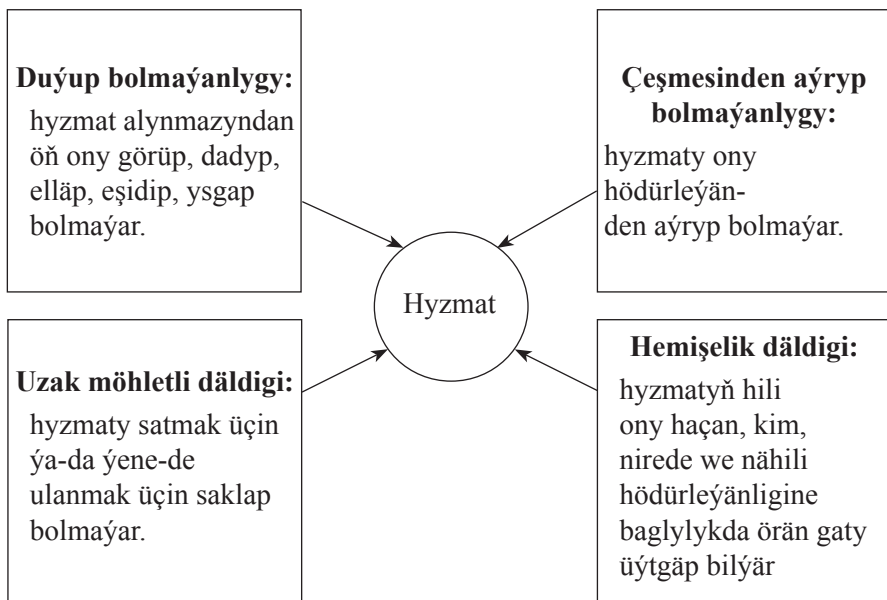 Duýup bolmaýanlygy:
hyzmat alynmazyndan
öň ony görüp, dadyp,
elläp, eşidip, ysgap
bolmaýar.
Çeşmesinden aýryp
bolmaýanlygy:
hyzmaty ony
hödürleýän-
den aýryp bolmaýar.
Hyzmat
Uzak möhletli däldigi:
hyzmaty satmak üçin
ýa-da ýene-de
ulanmak üçin saklap
bolmaýar.
Hemişelik däldigi:
hyzmatyň hili
ony haçan, kim,
nirede we nähili
hödürleýänligine
baglylykda örän gaty
üýtgäp bilýär